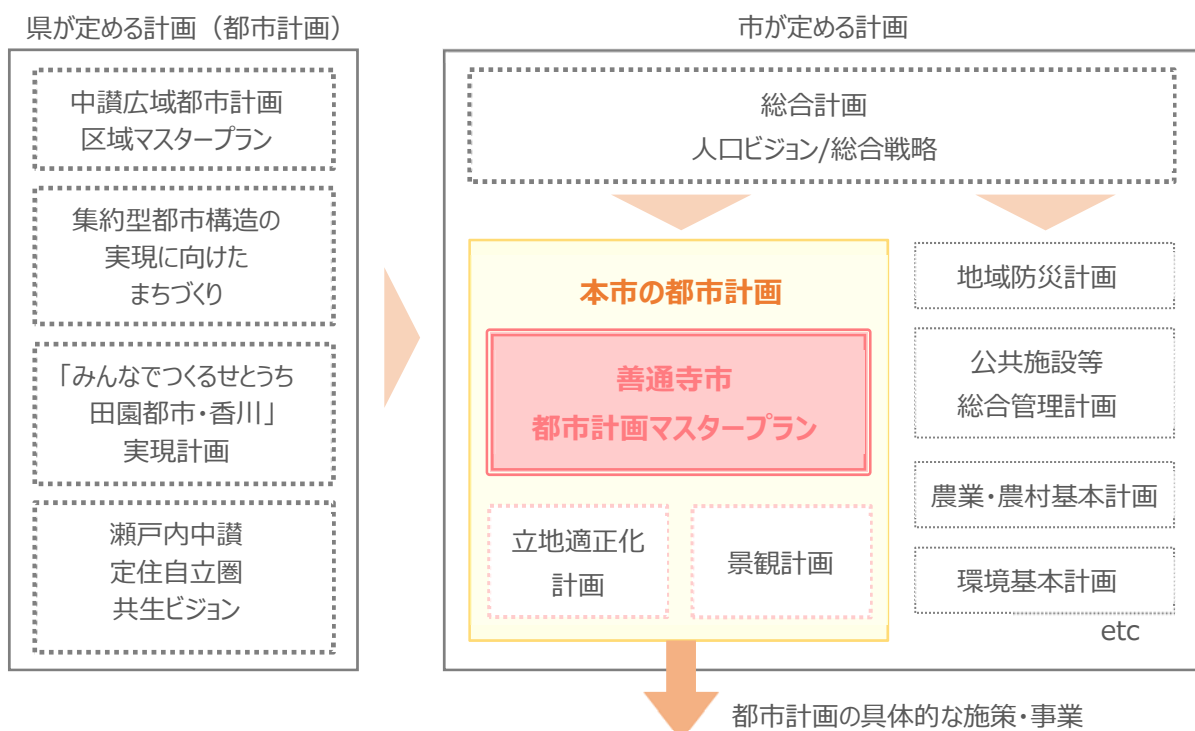 県が定める計画（都市計画）
中讃広域都市計画
区域マスタープラン
集約型都市構造の
実現に向けた
まちづくり
「みんなでつくるせとうち
田園都市・香川」
実現計画
瀬戸内中讃
定住自立圏
共生ビジョン
市が定める計画
総合計画
人口ビジョン/総合戦略
本市の都市計画
善通寺市
都市計画マスタープラン
立地適正化
計画
景観計画
地域防災計画
公共施設等
総合管理計画
農業・農村基本計画
環境基本計画
etc
都市計画の具体的な施策・事業